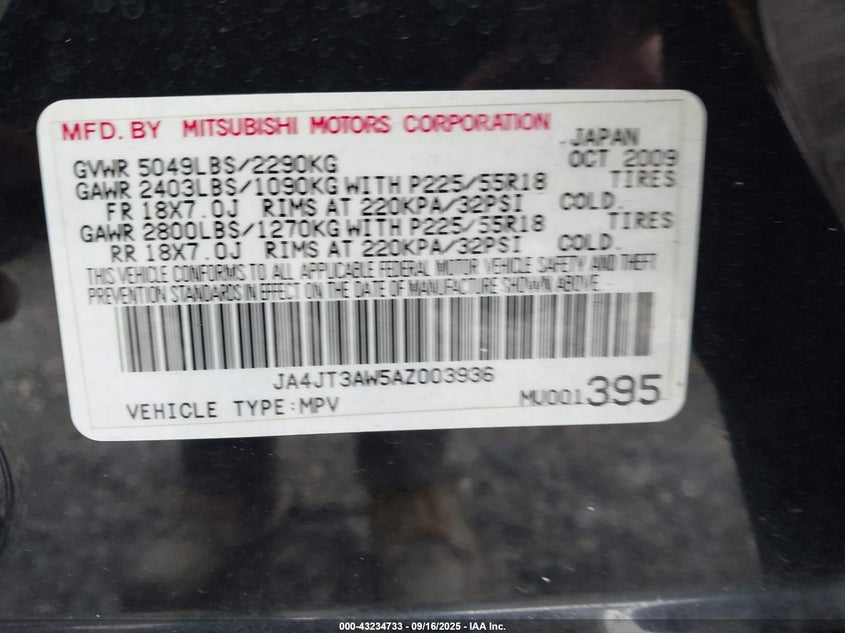 MFD. BY MITSUBISHI MOTORS CORPORATION
JAPAN
GVWR 5049LBS/2290KG OCT 2009
GAWR 2403LBS/1090KG WITH P225/55R18 TIRES
FR 18X7.0J RIMS AT 220KPA/32PSI COLD.
GAWR 2800LBS/1270KG WITH P225/55R18 TIRES
RR 18X7.0J RIMS AT 220KPA/32PSI COLD.
THIS VEHICLE CONFORMS TO ALL APPLICABLE FEDERAL MOTOR VEHICLE SAFETY AND THEFT
PREVENTION STANDARDS IN EFFECT ON THE DATE OF MANUFACTURE SHOWN ABOVE.
JA4JT3AW5AZ003936
VEHICLE TYPE:MPV MU001395
000-43234733 - 09/16/2025 - IAA Inc.